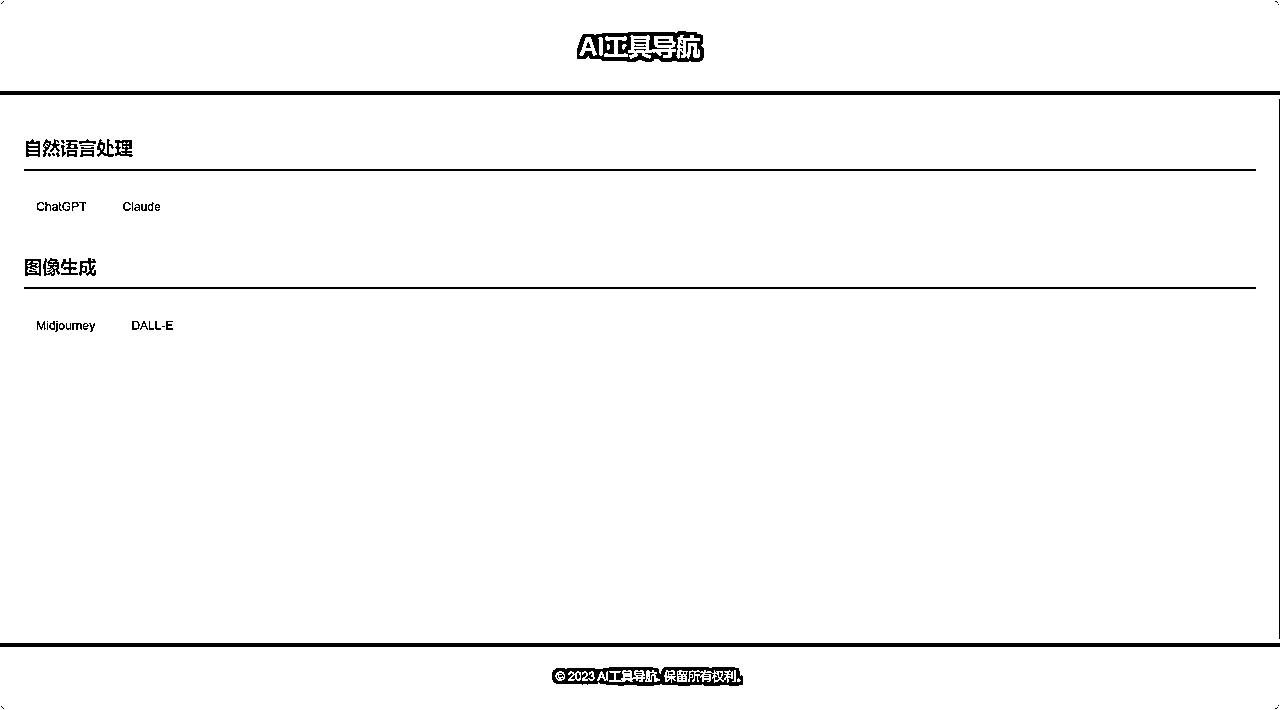 AI工具导航
自然语言处理
ChatGPT Claude
图像生成
Midjourney DALL-E
© 2023 AI工具导航. 保留所有权利.